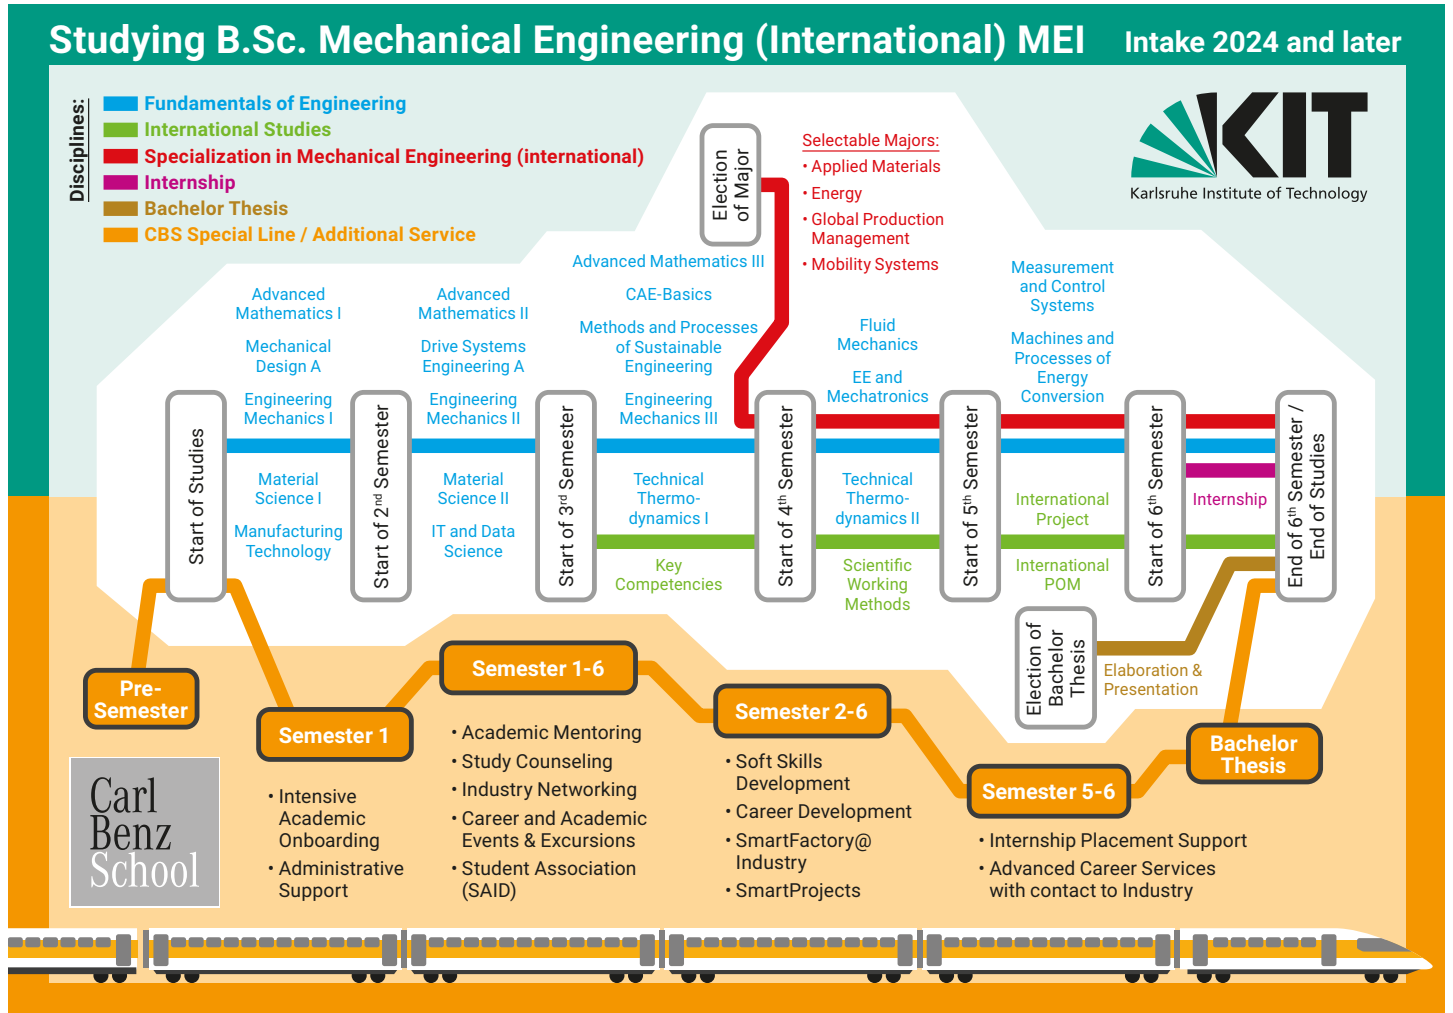 Studying B.Sc. Mechanical Engineering (International) MEI
Intake 2024 and later
Disciplines:
Fundamentals of Engineering
International Studies
Specialization in Mechanical Engineering (international)
Internship
Bachelor Thesis
CBS Special Line / Additional Service
KIT
Karlsruhe Institute of Technology
Election
of Major
Selectable Majors:
• Applied Materials
• Energy
• Global Production
Management
• Mobility Systems
Start of Studies
Advanced
Mathematics I
Mechanical
Design A
Engineering
Mechanics I
Material
Science I
Manufacturing
Technology
Start of 2nd Semester
Advanced
Mathematics II
Drive Systems
Engineering A
Engineering
Mechanics II
Material
Science II
IT and Data
Science
Start of 3rd Semester
Advanced Mathematics III
CAE-Basics
Methods and Processes
of Sustainable
Engineering
Engineering
Mechanics III
Technical
Thermo-
dynamics I
Key
Competencies
Start of 4th Semester
Fluid
Mechanics
EE and
Mechatronics
Technical
Thermo-
dynamics II
Scientific
Working
Methods
Start of 5th Semester
Measurement
and Control
Systems
Machines and
Processes of
Energy
Conversion
International
Project
International
POM
Start of 6th Semester
Internship
End of 6th Semester /
End of Studies
Election of
Bachelor
Thesis
Elaboration &
Presentation
Pre-
Semester
Semester 1
• Intensive
Academic
Onboarding
• Administrative
Support
Semester 1-6
• Academic Mentoring
• Study Counseling
• Industry Networking
• Career and Academic
Events & Excursions
• Student Association
(SAID)
Semester 2-6
• Soft Skills
Development
• Career Development
• SmartFactory@
Industry
• SmartProjects
Semester 5-6
• Internship Placement Support
• Advanced Career Services
with contact to Industry
Bachelor
Thesis
Carl
Benz
School